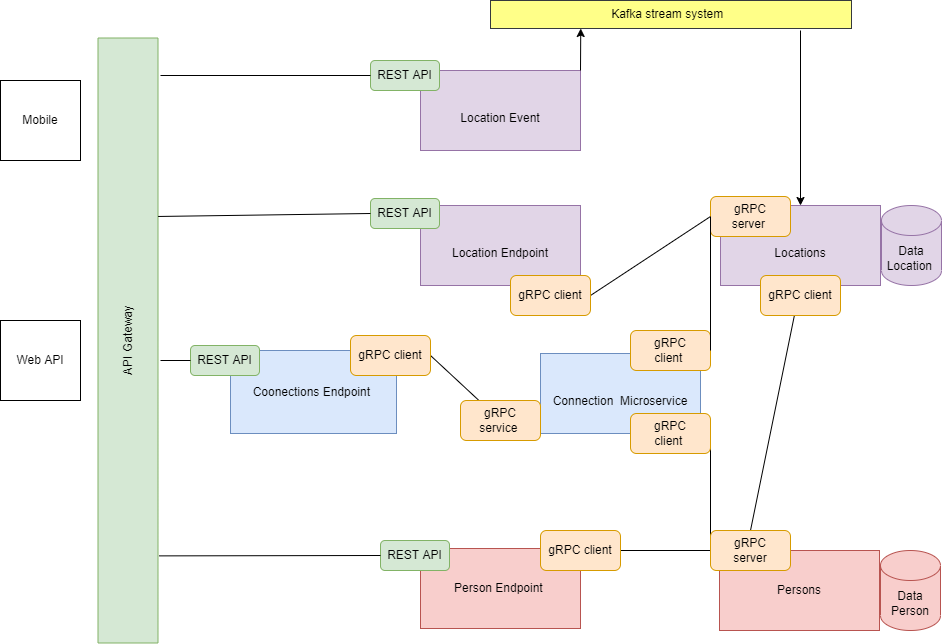 Kafka stream system
REST API
Location Event
Mobile
REST API
Location Endpoint
gRPC client
gRPC
server
Locations
gRPC client
Data
Location
API Gateway
Web API
REST API
gRPC client
Coonections Endpoint
gRPC
service
gRPC
client
Connection  Microservice
gRPC
client
REST API
gRPC client
Person Endpoint
gRPC
server
Persons
Data
Person